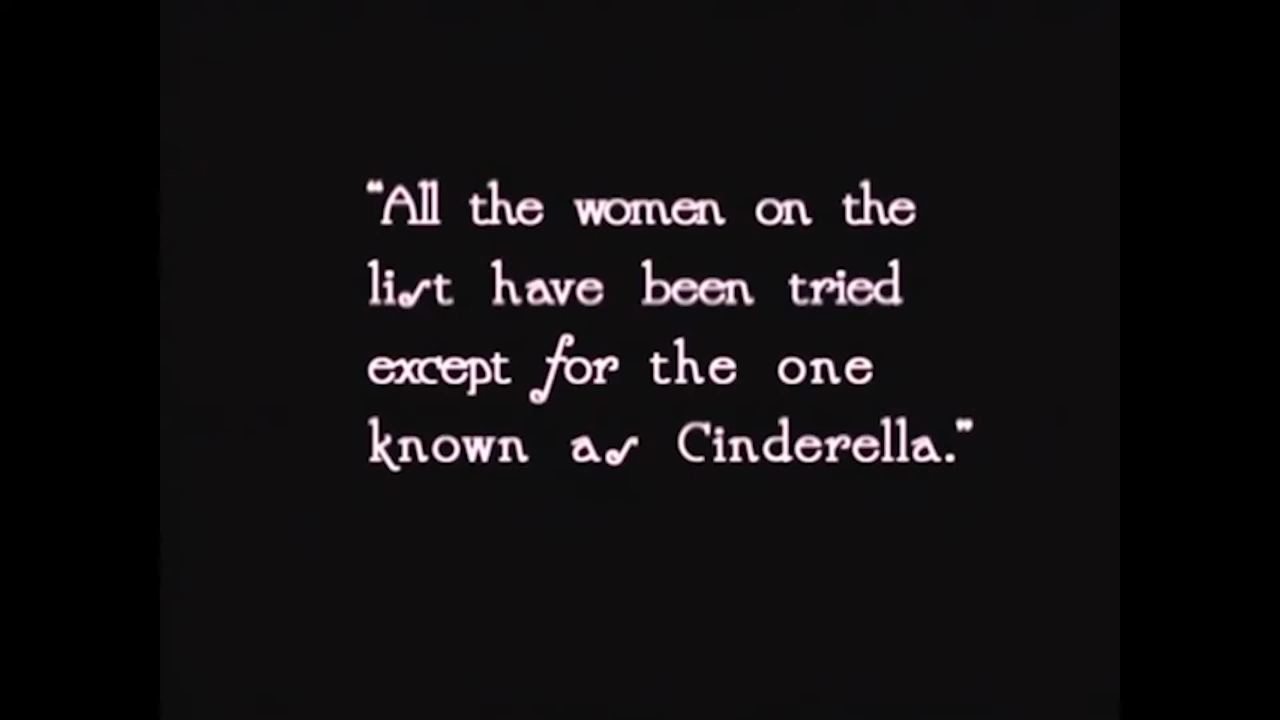 "All the women on the
list have been tried
except for the one
known as Cinderella."